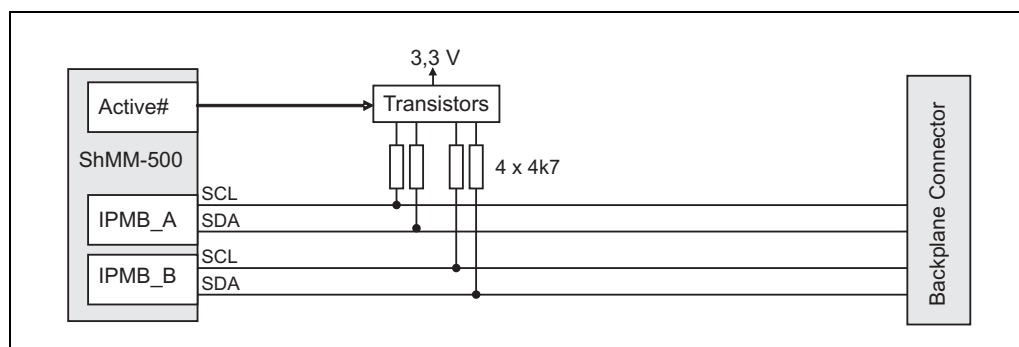 3,3 V
Active#
Transistors
ShMM-500
4 x 4k7
SCL
IPMB_A
SDA
SCL
IPMB_B
SDA
Backplane Connector